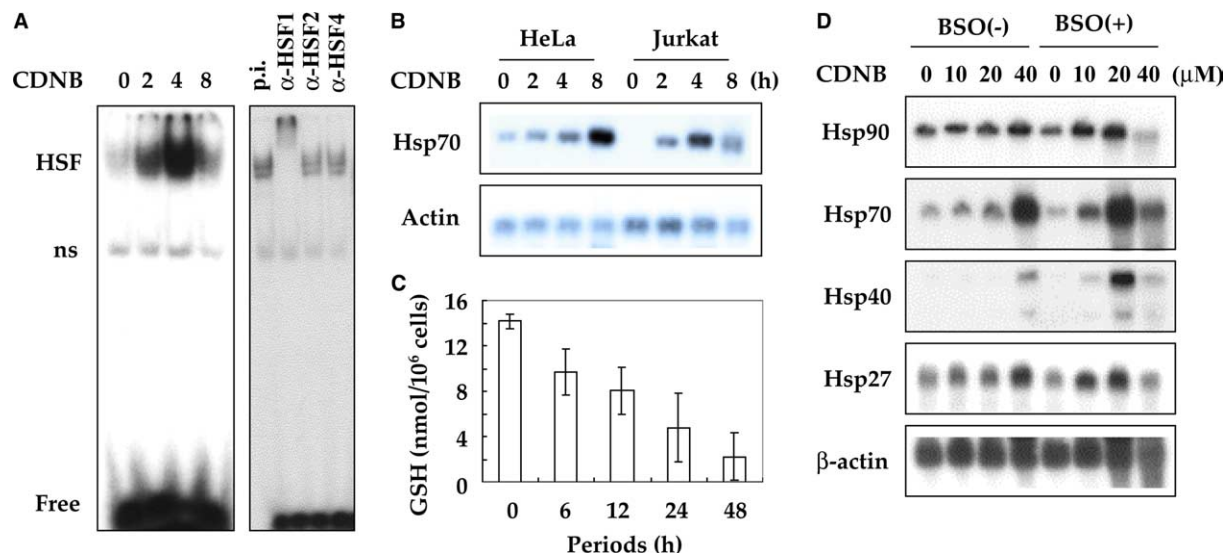 A
CDNB 0 2 4 8
p.i.
α-HSF1
α-HSF2
α-HSF4
HSF
ns
Free
B
HeLa Jurkat
CDNB 0 2 4 8 0 2 4 8 (h)
Hsp70
Actin
C
GSH (nmol/10⁶ cells)
16
12
8
4
0
0 6 12 24 48
Periods (h)
D
BSO(-) BSO(+)
CDNB 0 10 20 40 0 10 20 40 (μM)
Hsp90
Hsp70
Hsp40
Hsp27
β-actin